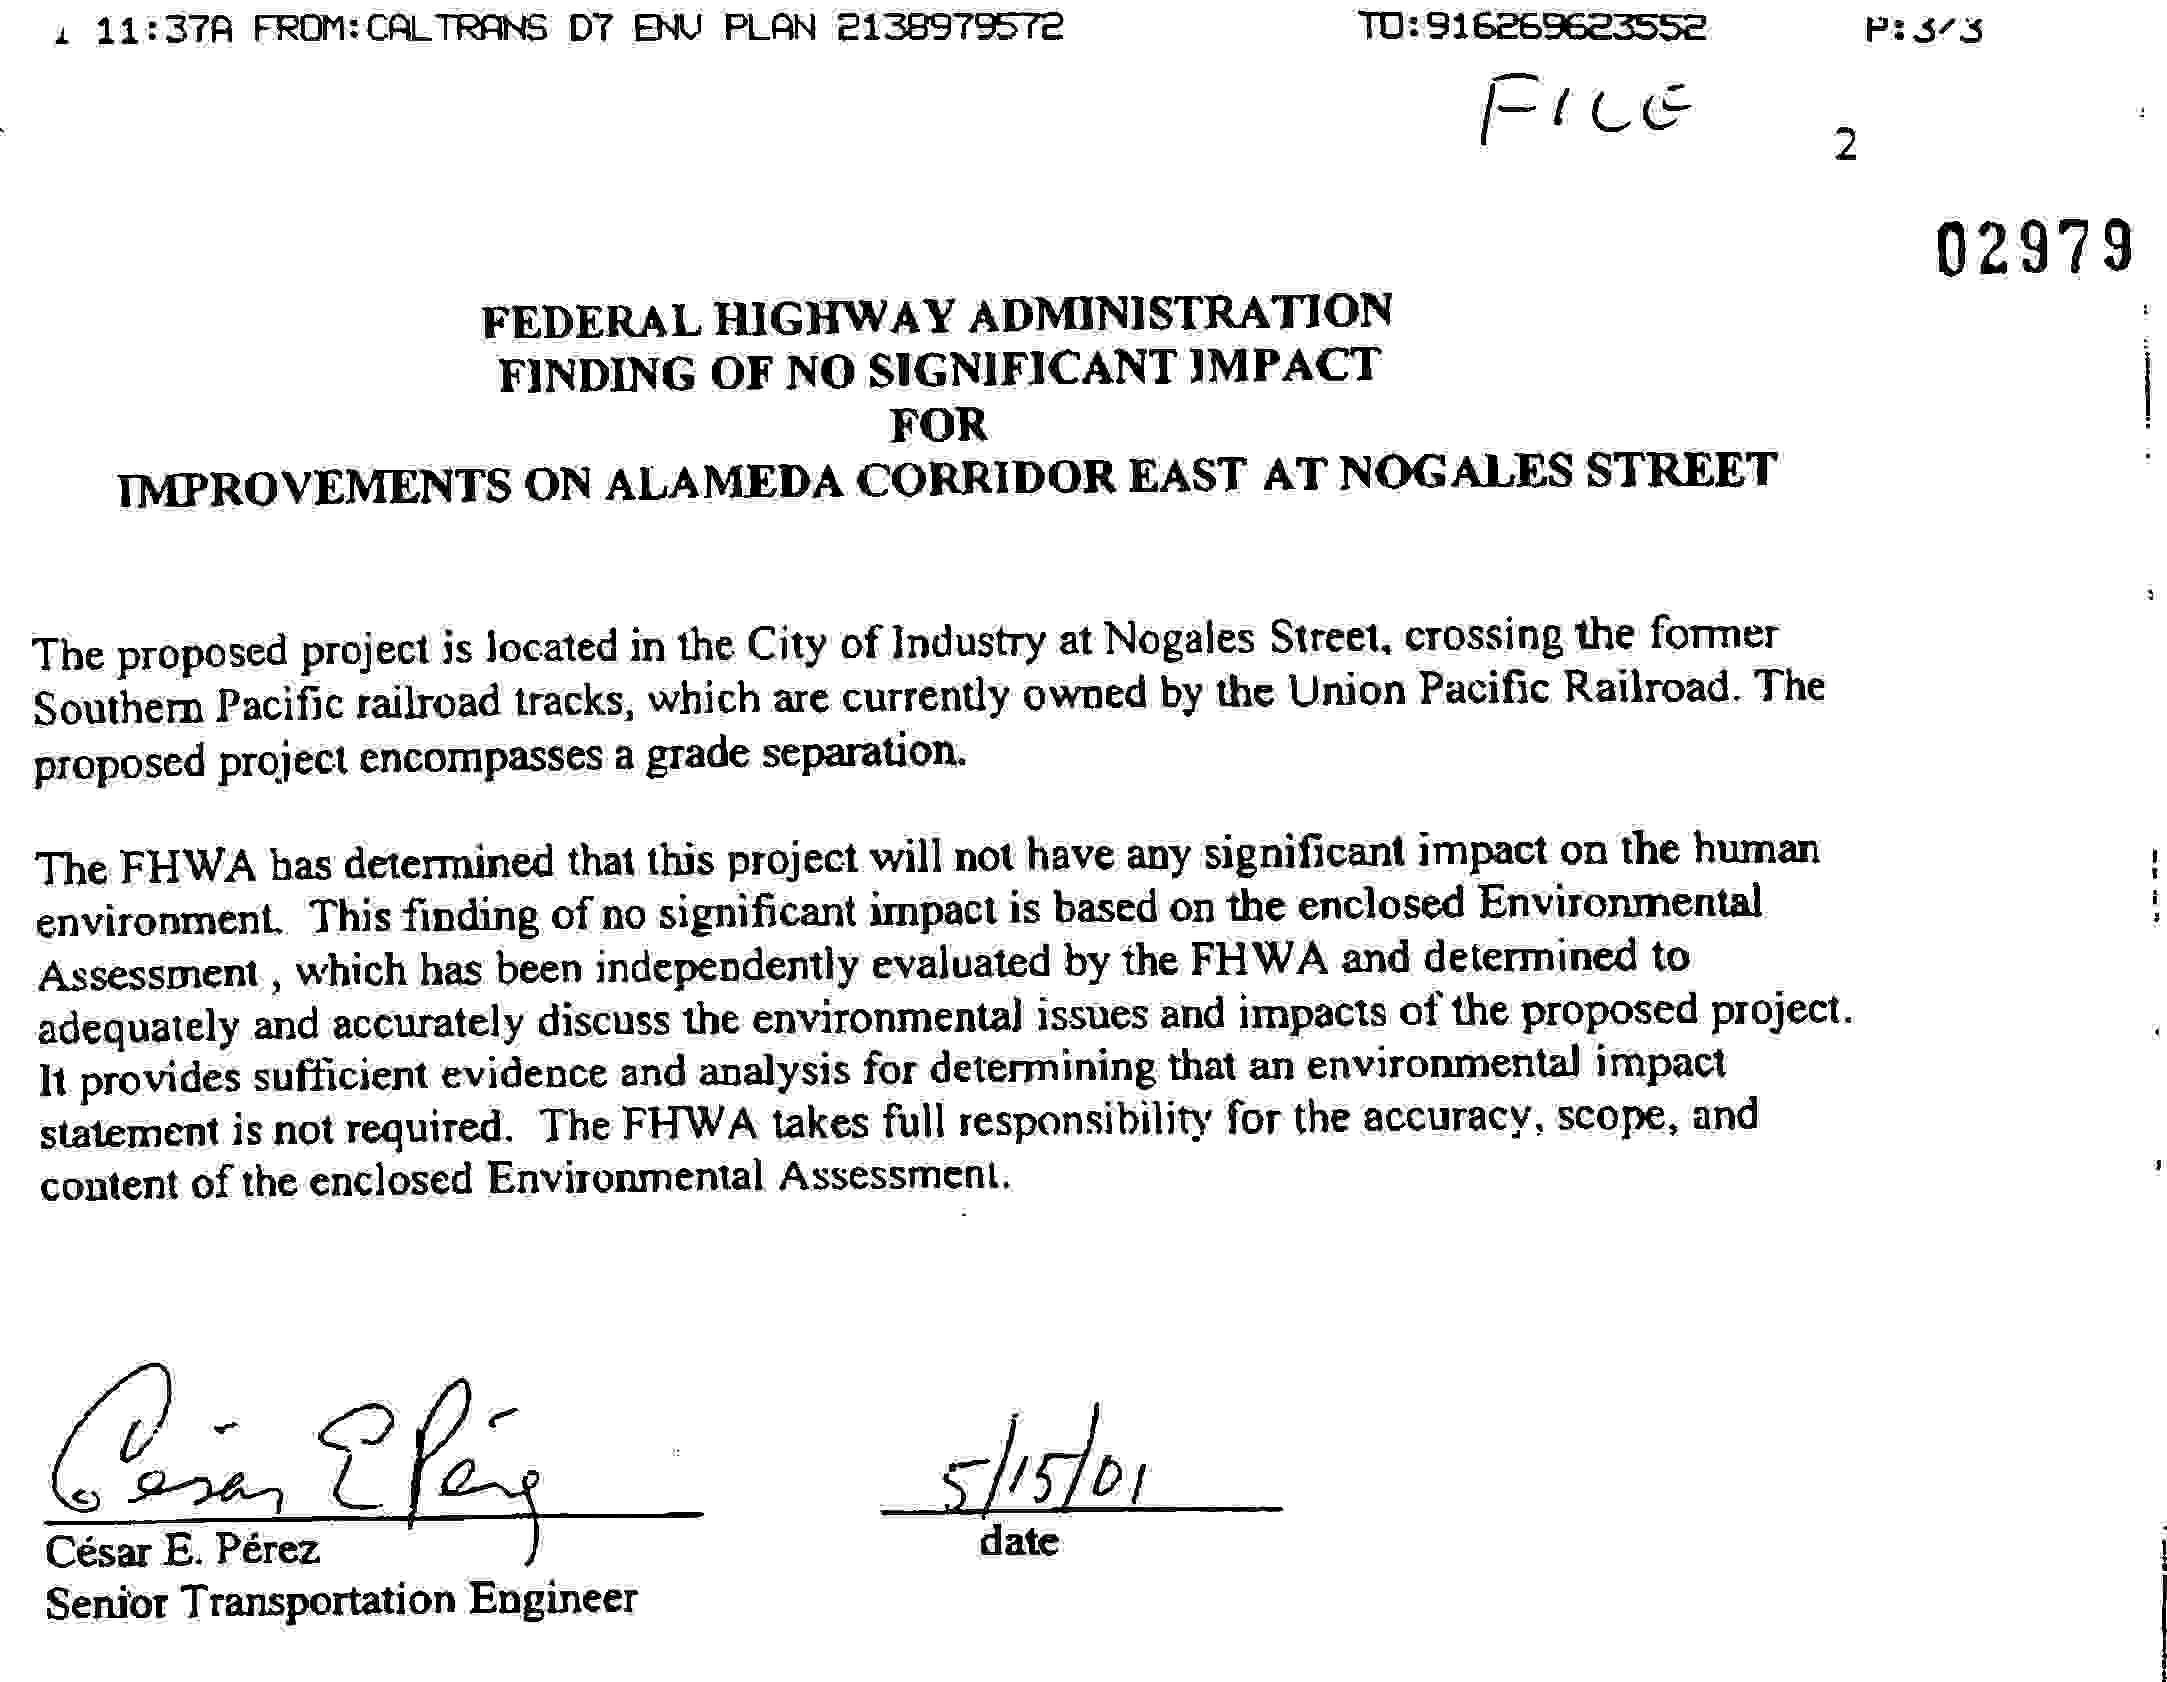 11:37A FROM:CALTRANS D7 ENV PLAN 2138979572 TO:916269623552 P:3/3
FILE
2
02979
FEDERAL HIGHWAY ADMINISTRATION
FINDING OF NO SIGNIFICANT IMPACT
FOR
IMPROVEMENTS ON ALAMEDA CORRIDOR EAST AT NOGALES STREET
The proposed project is located in the City of Industry at Nogales Street, crossing the former
Southern Pacific railroad tracks, which are currently owned by the Union Pacific Railroad. The
proposed project encompasses a grade separation.
The FHWA has determined that this project will not have any significant impact on the human
environment. This finding of no significant impact is based on the enclosed Environmental
Assessment , which has been independently evaluated by the FHWA and determined to
adequately and accurately discuss the environmental issues and impacts of the proposed project.
It provides sufficient evidence and analysis for determining that an environmental impact
statement is not required. The FHWA takes full responsibility for the accuracy, scope, and
content of the enclosed Environmental Assessment.
César E Pérez 5/15/01
César E. Pérez date
Senior Transportation Engineer